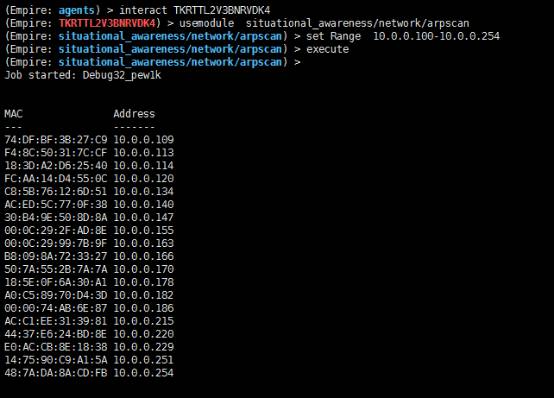 (Empire: agents) > interact TKRTTL2V3BNRVDK4
(Empire: TKRTTL2V3BNRVDK4) > usemodule  situational_awareness/network/arpscan
(Empire: situational_awareness/network/arpscan) > set Range  10.0.0.100-10.0.0.254
(Empire: situational_awareness/network/arpscan) > execute
(Empire: situational_awareness/network/arpscan) >
Job started: Debug32_pew1k
MAC               Address
---               -------
74:DF:BF:3B:27:C9 10.0.0.109
F4:8C:50:31:7C:CF 10.0.0.113
18:3D:A2:D6:25:40 10.0.0.114
FC:AA:14:D4:55:0C 10.0.0.120
C8:5B:76:12:6D:51 10.0.0.134
AC:ED:5C:77:0F:38 10.0.0.140
30:B4:9E:50:8D:8A 10.0.0.147
00:0C:29:2F:AD:8E 10.0.0.155
00:0C:29:99:7B:9F 10.0.0.163
B8:09:8A:72:33:27 10.0.0.166
50:7A:55:2B:7A:7A 10.0.0.170
18:5E:0F:6A:30:A1 10.0.0.178
A0:C5:89:70:D4:3D 10.0.0.182
00:00:74:AB:6E:87 10.0.0.186
AC:C1:EE:31:39:81 10.0.0.215
44:37:E6:24:BD:8E 10.0.0.220
E0:AC:CB:8E:18:38 10.0.0.229
14:75:90:C9:A1:5A 10.0.0.251
48:7A:DA:8A:CD:FB 10.0.0.254